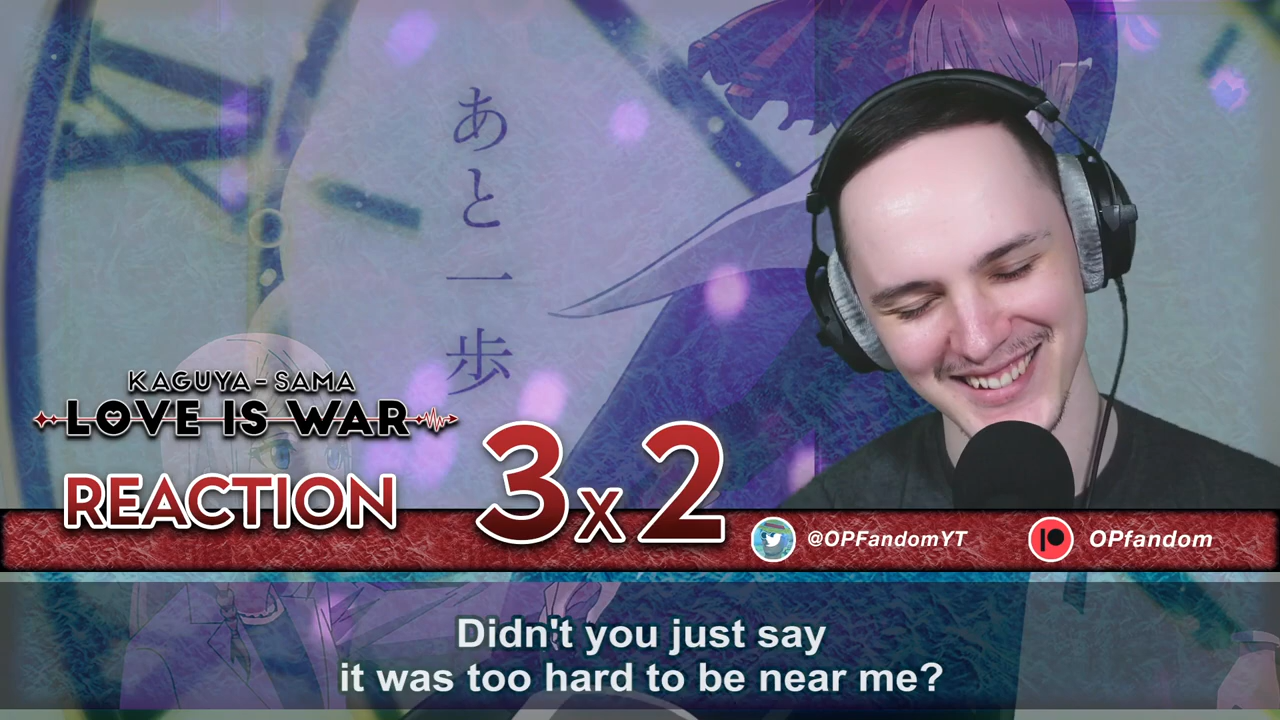 あと一歩
KAGUYA-SAMA
LOVE IS WAR
REACTION
3x2
@OPFandomYT
OPfandom
Didn't you just say
it was too hard to be near me?